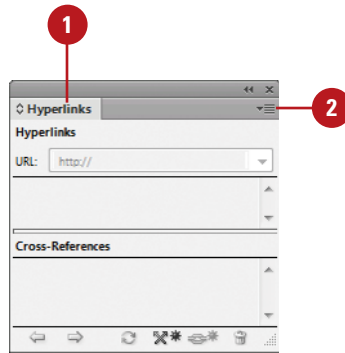 1
Hyperlinks
2
Hyperlinks
URL: http://
Cross-References